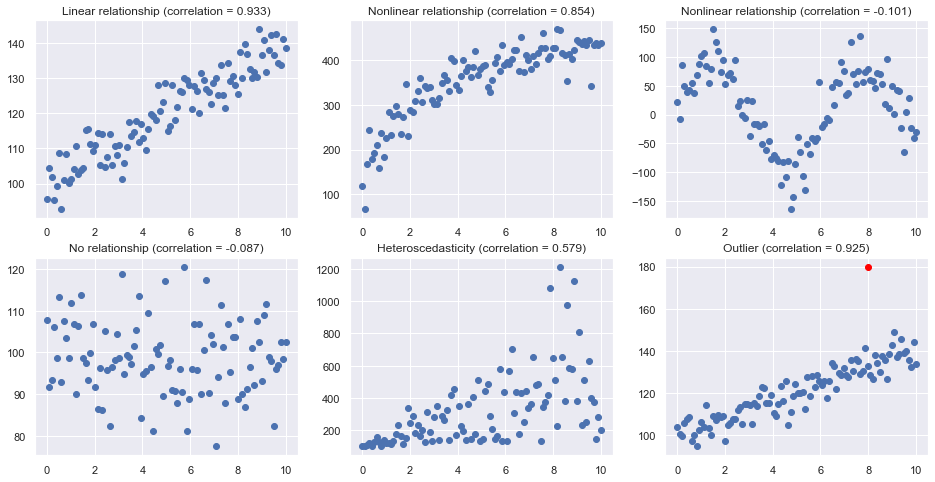 Linear relationship (correlation = 0.933)
Nonlinear relationship (correlation = 0.854)
Nonlinear relationship (correlation = -0.101)
140
130
120
110
100
0 2 4 6 8 10
400
300
200
100
0 2 4 6 8 10
150
100
50
0
−50
−100
−150
0 2 4 6 8 10
No relationship (correlation = -0.087)
Heteroscedasticity (correlation = 0.579)
Outlier (correlation = 0.925)
120
110
100
90
80
0 2 4 6 8 10
1200
1000
800
600
400
200
0 2 4 6 8 10
180
160
140
120
100
0 2 4 6 8 10